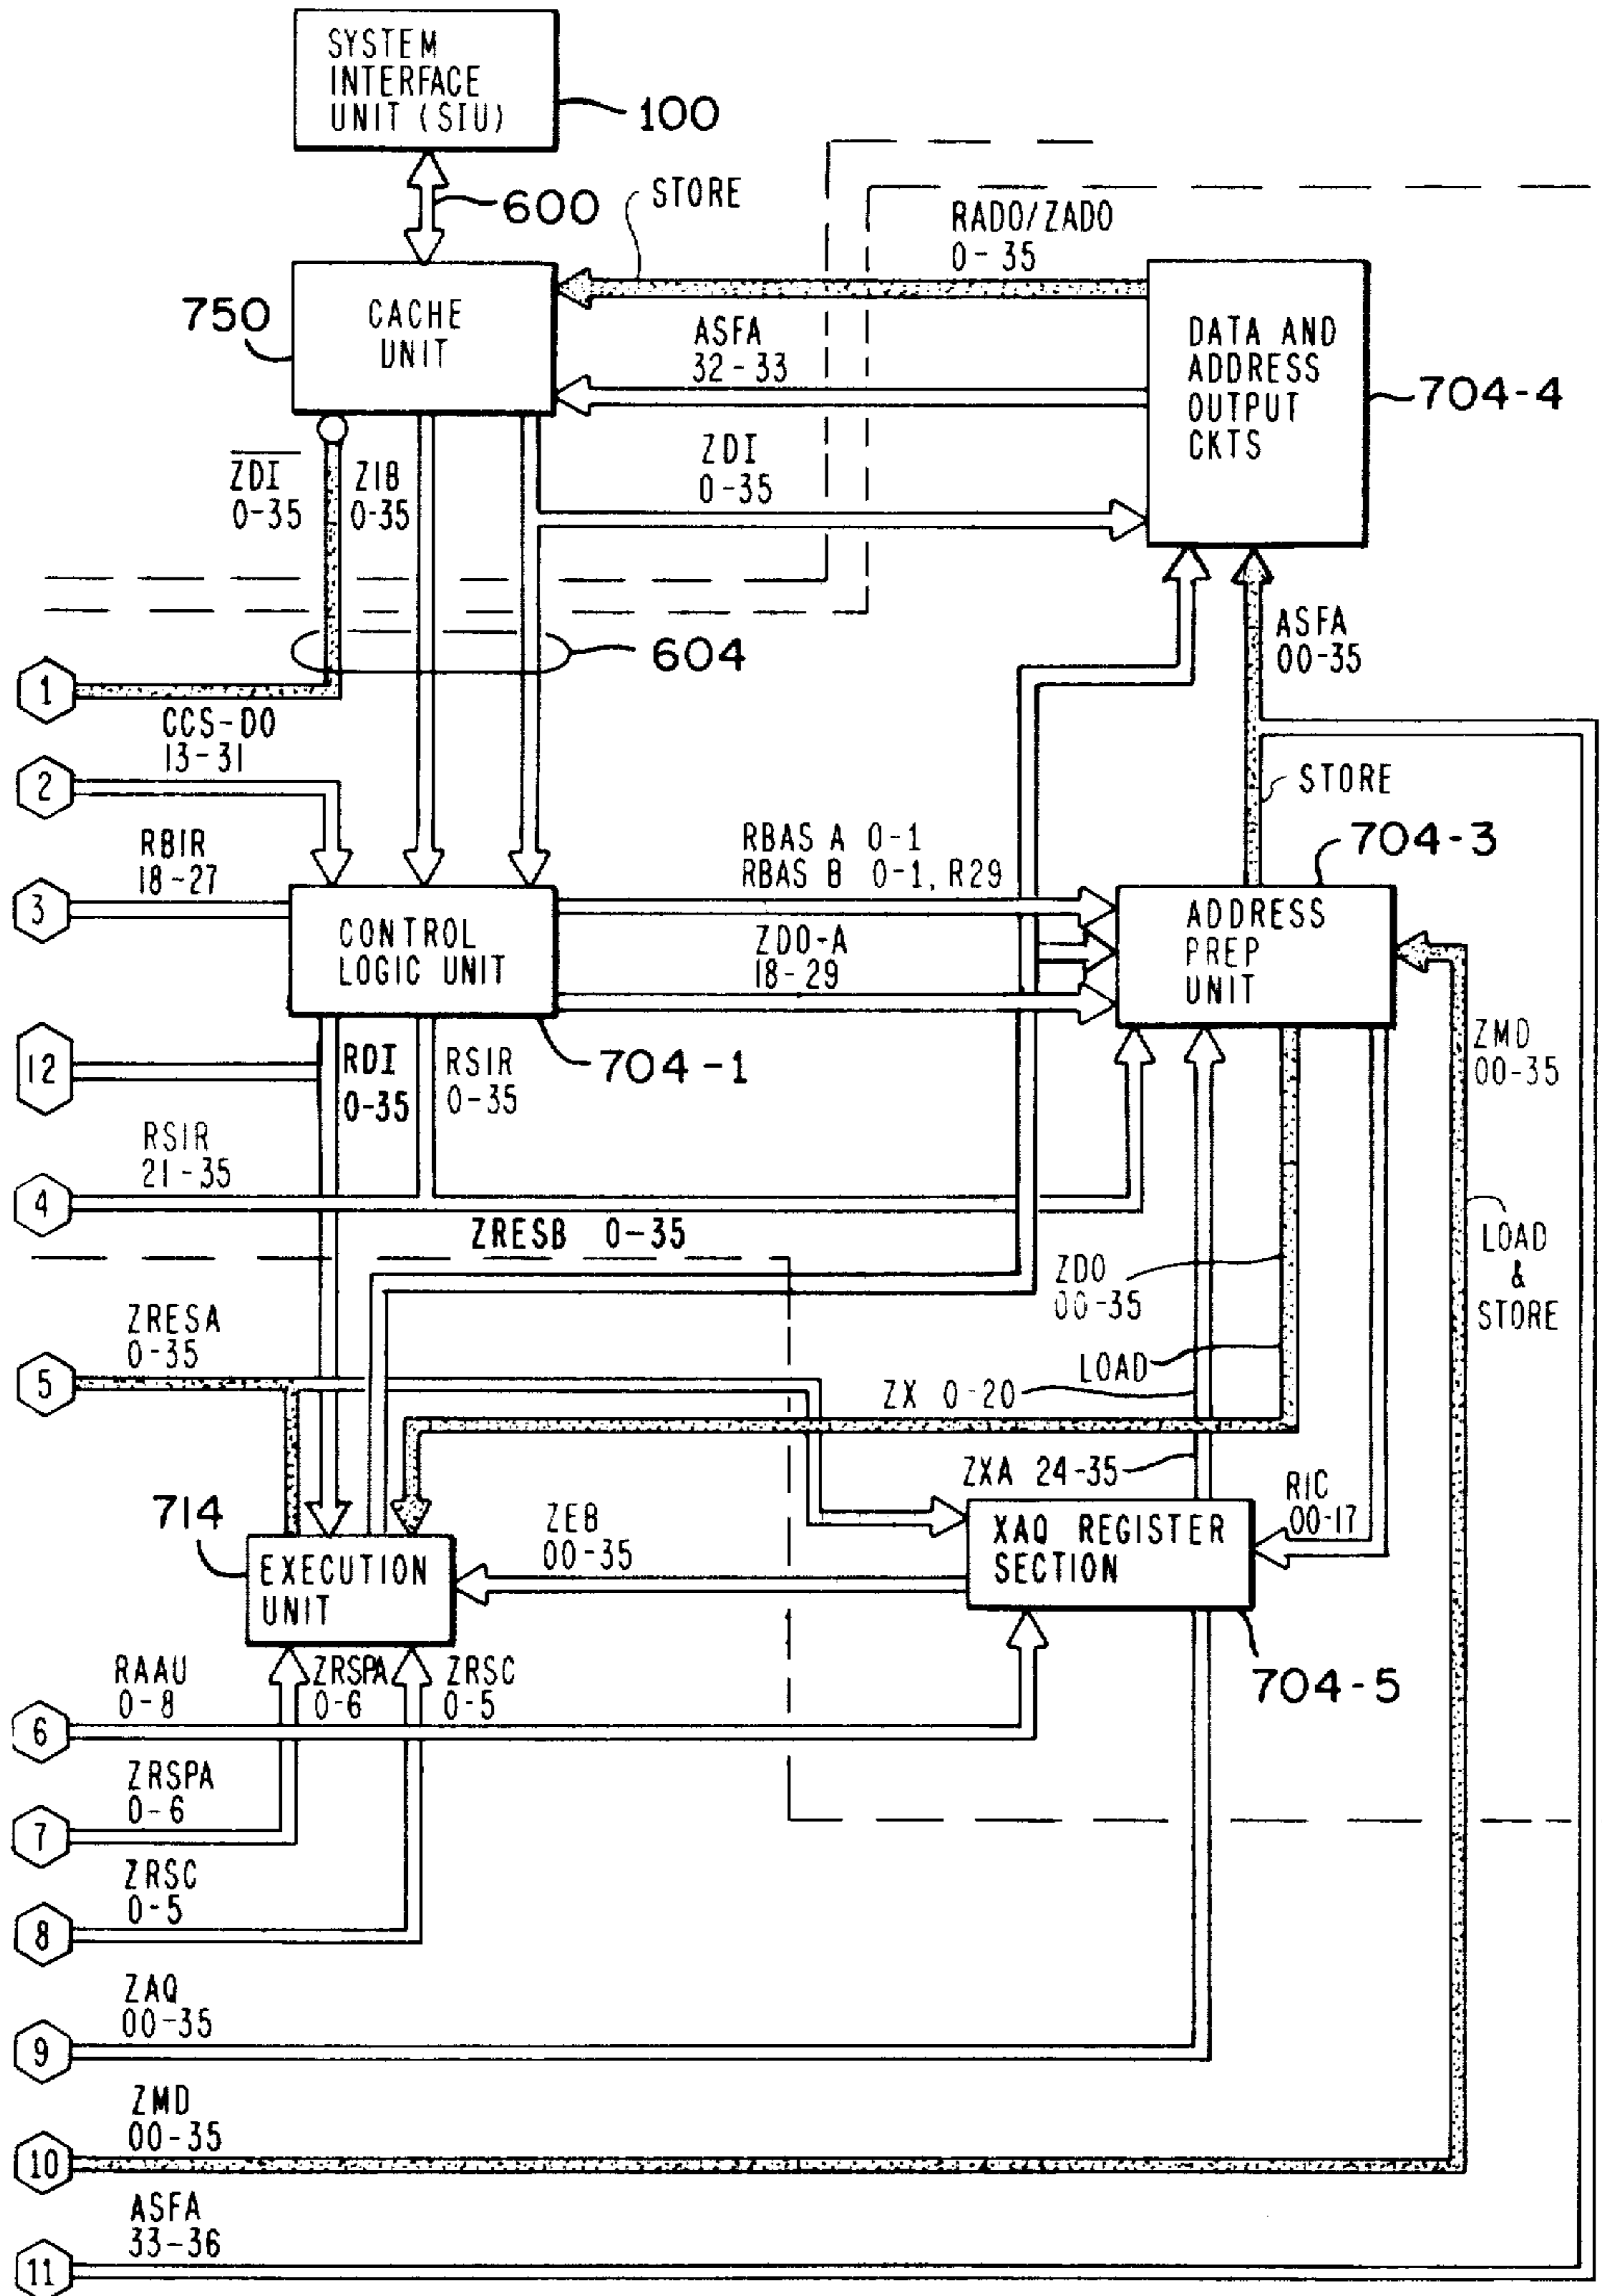 SYSTEM
INTERFACE
UNIT (SIU)
100
600
STORE
RADO/ZADO
0-35
750
CACHE
UNIT
ASFA
32-33
DATA AND
ADDRESS
OUTPUT
CKTS
704-4
ZDI
0-35
ZIB
0-35
ZDI
0-35
604
ASFA
00-35
1
CCS-DO
13-31
2
STORE
RBIR
18-27
3
RBAS A 0-1
RBAS B 0-1, R29
704-3
CONTROL
LOGIC UNIT
ZDO-A
18-29
ADDRESS
PREP
UNIT
704-1
12
RDI
0-35
RSIR
0-35
ZMD
00-35
RSIR
21-35
4
ZRESB 0-35
LOAD
&
STORE
ZDO
00-35
ZRESA
0-35
5
LOAD
ZX 0-20
ZXA 24-35
RIC
00-17
714
EXECUTION
UNIT
ZEB
00-35
XAQ REGISTER
SECTION
704-5
RAAU
0-8
ZRSPA
0-6
ZRSC
0-5
6
ZRSPA
0-6
7
ZRSC
0-5
8
ZAQ
00-35
9
ZMD
00-35
10
ASFA
33-36
11